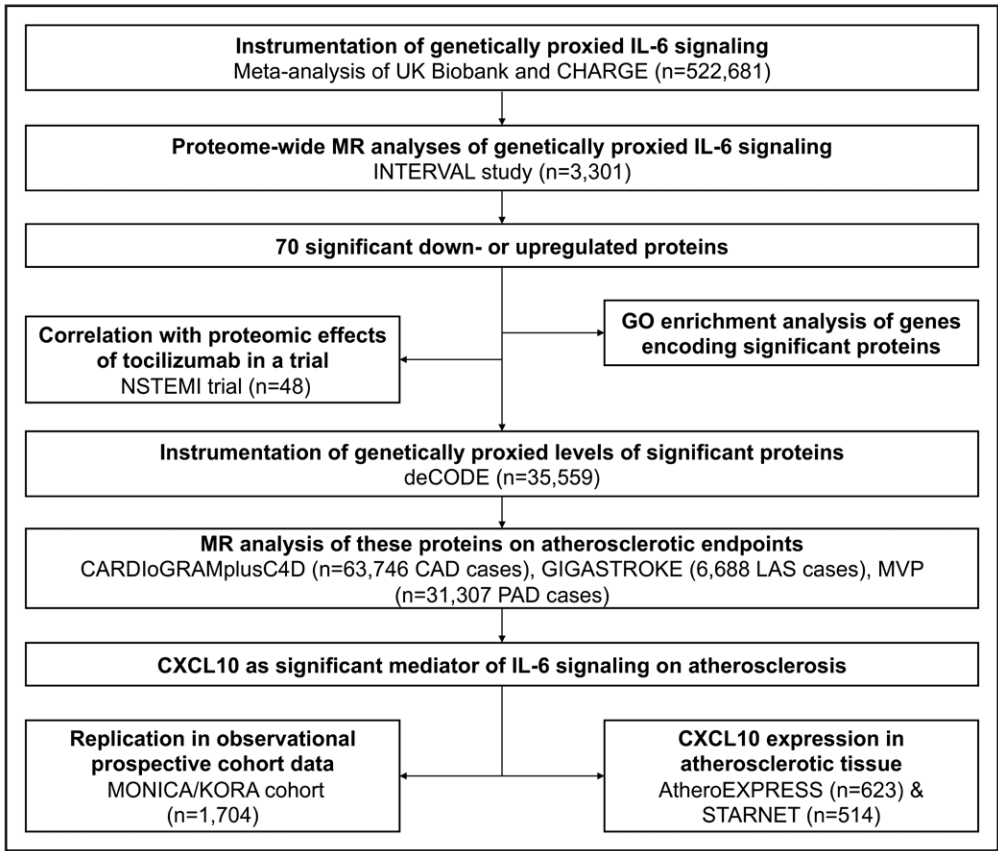 Instrumentation of genetically proxied IL-6 signaling
Meta-analysis of UK Biobank and CHARGE (n=522,681)
Proteome-wide MR analyses of genetically proxied IL-6 signaling
INTERVAL study (n=3,301)
70 significant down- or upregulated proteins
Correlation with proteomic effects
of tocilizumab in a trial
NSTEMI trial (n=48)
GO enrichment analysis of genes
encoding significant proteins
Instrumentation of genetically proxied levels of significant proteins
deCODE (n=35,559)
MR analysis of these proteins on atherosclerotic endpoints
CARDIoGRAMplusC4D (n=63,746 CAD cases), GIGASTROKE (6,688 LAS cases), MVP
(n=31,307 PAD cases)
CXCL10 as significant mediator of IL-6 signaling on atherosclerosis
Replication in observational
prospective cohort data
MONICA/KORA cohort
(n=1,704)
CXCL10 expression in
atherosclerotic tissue
AtheroEXPRESS (n=623) &
STARNET (n=514)